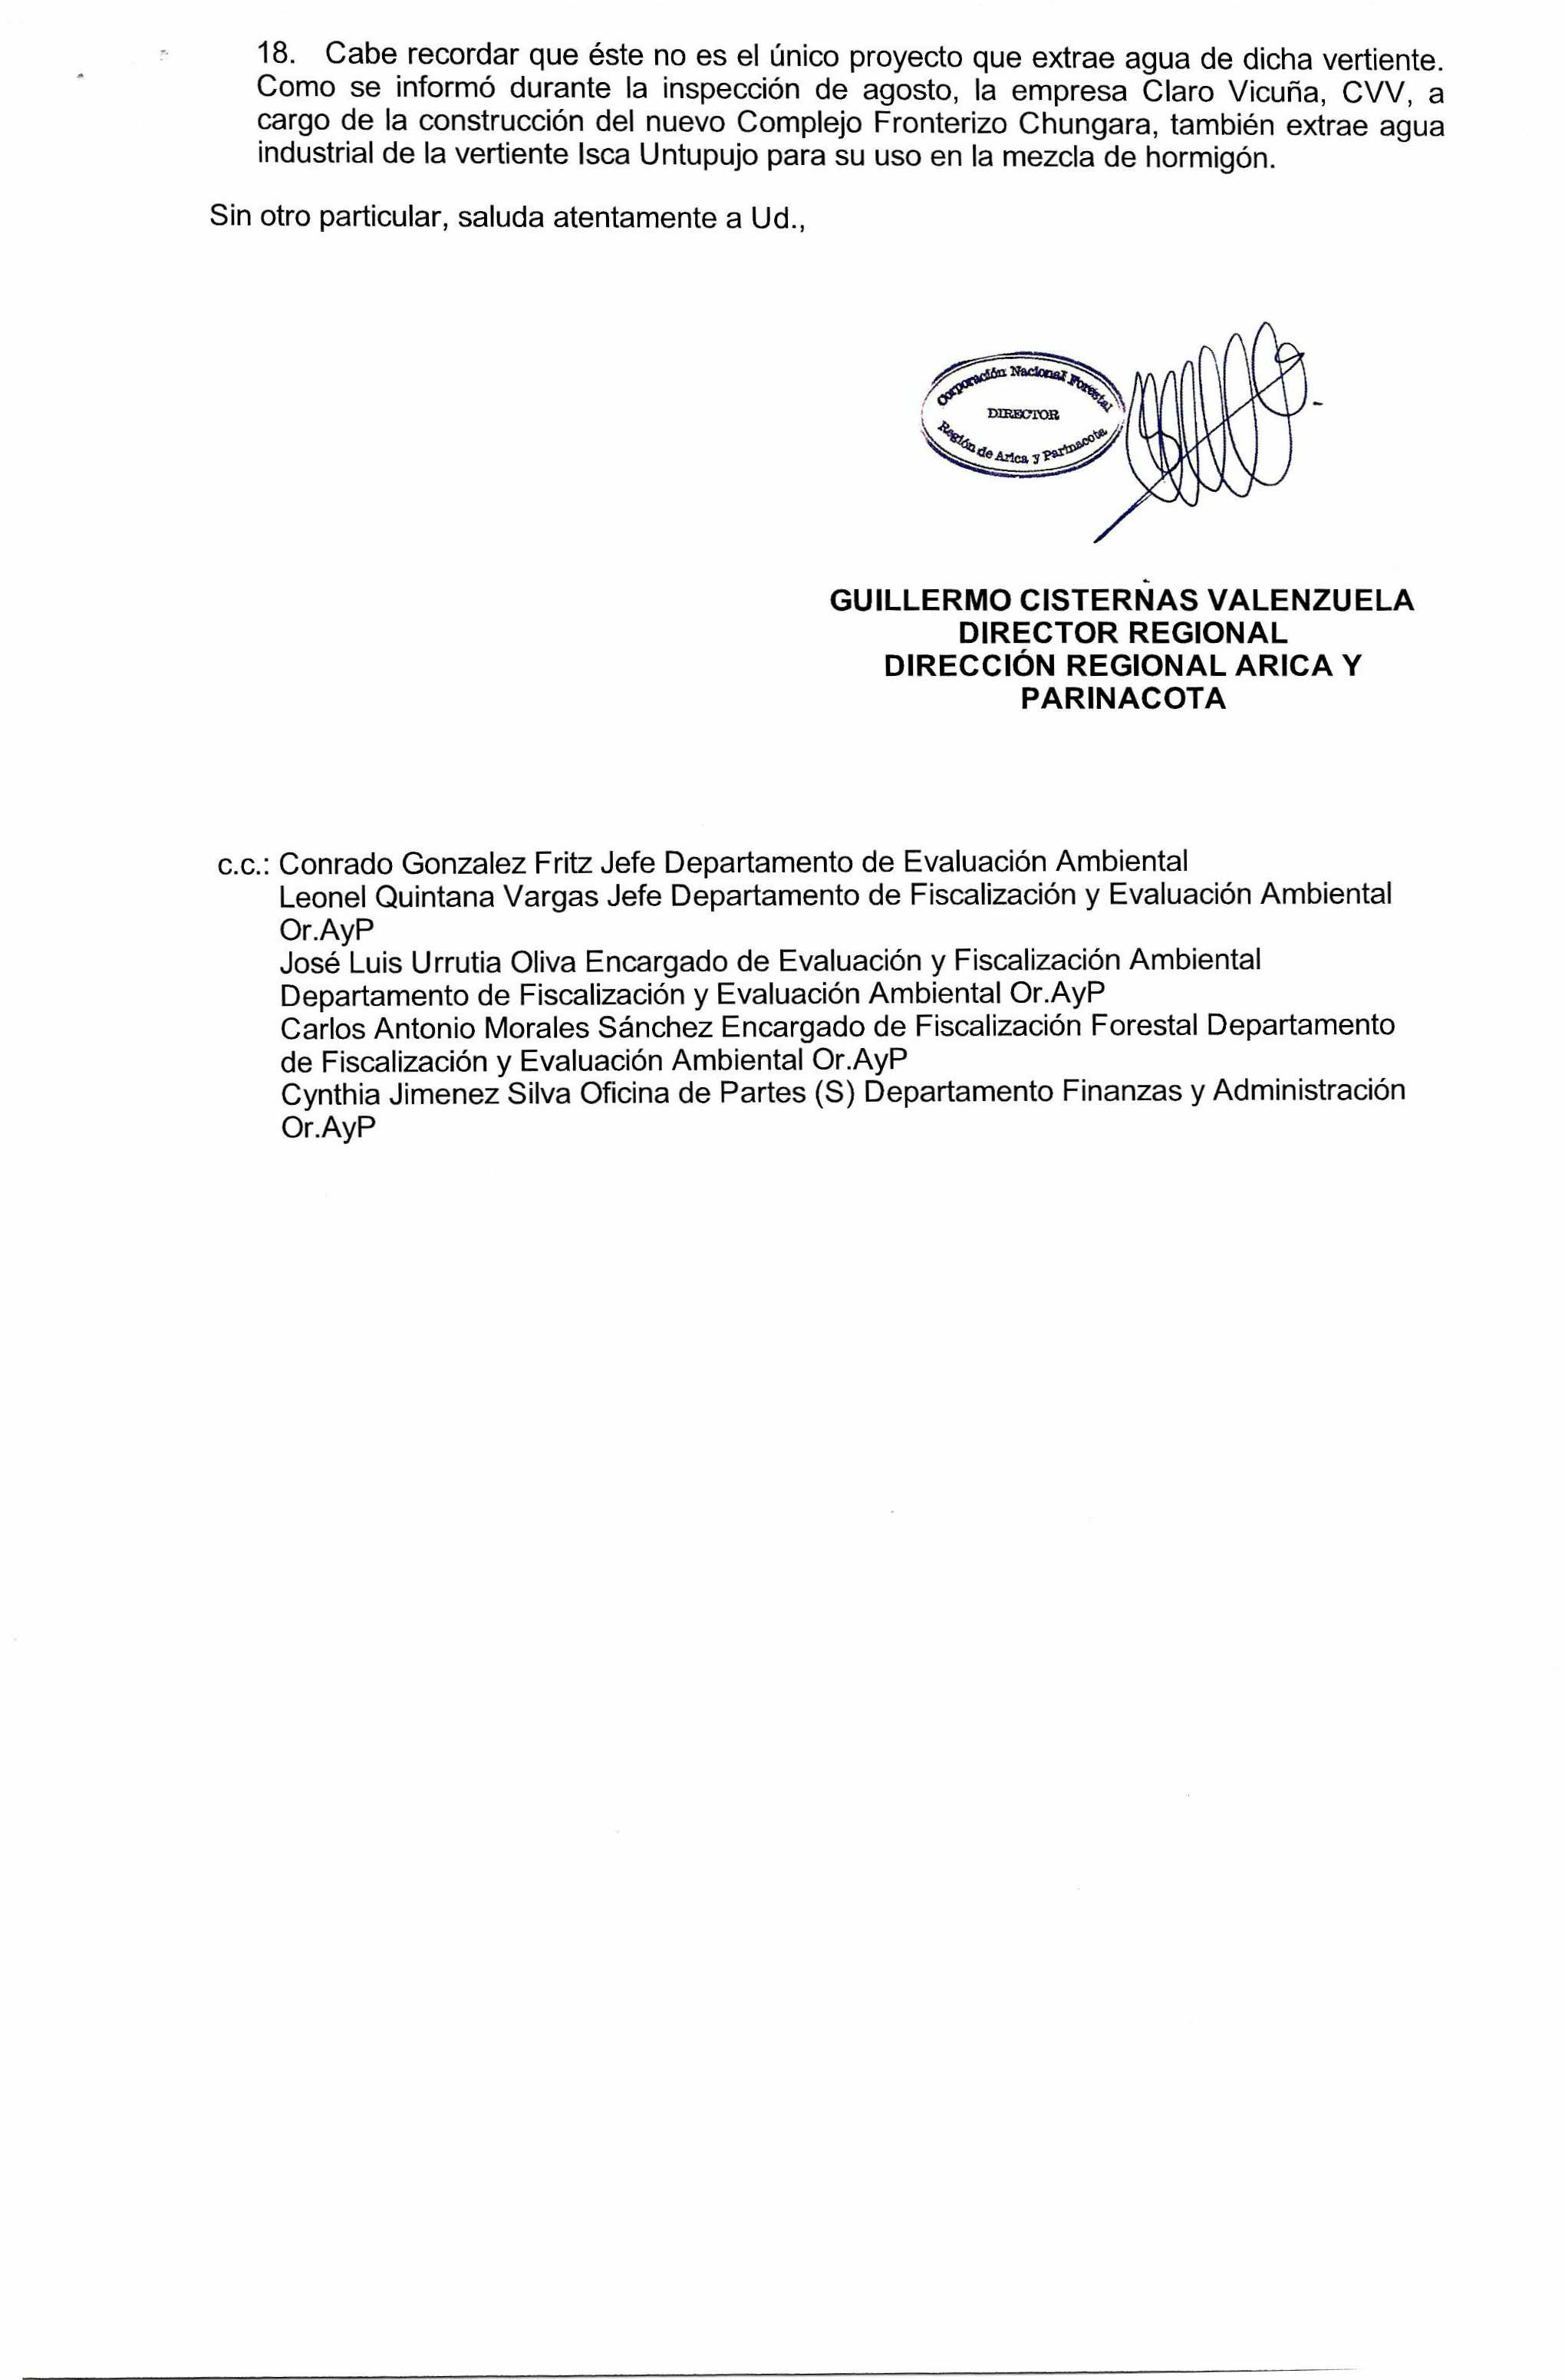 18. Cabe recordar que éste no es el único proyecto que extrae agua de dicha vertiente.
Como se informó durante la inspección de agosto, la empresa Claro Vicuña, CVV, a
cargo de la construcción del nuevo Complejo Fronterizo Chungara, también extrae agua
industrial de la vertiente Isca Untupujo para su uso en la mezcla de hormigón.
Sin otro particular, saluda atentamente a Ud.,
Corporación Nacional Forestal
DIRECTOR
Región de Arica y Parinacota
GUILLERMO CISTERNAS VALENZUELA
DIRECTOR REGIONAL
DIRECCIÓN REGIONAL ARICA Y
PARINACOTA
c.c.: Conrado Gonzalez Fritz Jefe Departamento de Evaluación Ambiental
Leonel Quintana Vargas Jefe Departamento de Fiscalización y Evaluación Ambiental
Or.AyP
José Luis Urrutia Oliva Encargado de Evaluación y Fiscalización Ambiental
Departamento de Fiscalización y Evaluación Ambiental Or.AyP
Carlos Antonio Morales Sánchez Encargado de Fiscalización Forestal Departamento
de Fiscalización y Evaluación Ambiental Or.AyP
Cynthia Jimenez Silva Oficina de Partes (S) Departamento Finanzas y Administración
Or.AyP